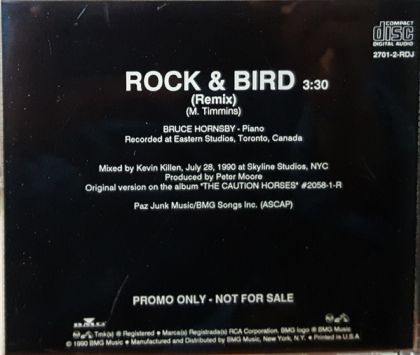 COMPACT
disc
DIGITAL AUDIO
2701-2-RDJ
ROCK & BIRD 3:30
(Remix)
(M. Timmins)
BRUCE HORNSBY - Piano
Recorded at Eastern Studios, Toronto, Canada
Mixed by Kevin Killen, July 28, 1990 at Skyline Studios, NYC
Produced by Peter Moore
Original version on the album "THE CAUTION HORSES" #2058-1-R
Paz Junk Music/BMG Songs Inc. (ASCAP)
PROMO ONLY - NOT FOR SALE
BMG
Tmk(s) ® Registered • Marca(s) Registrada(s) RCA Corporation. BMG logo ® BMG Music
© 1990 BMG Music • Manufactured and Distributed by BMG Music, New York, N.Y. • Printed in U.S.A